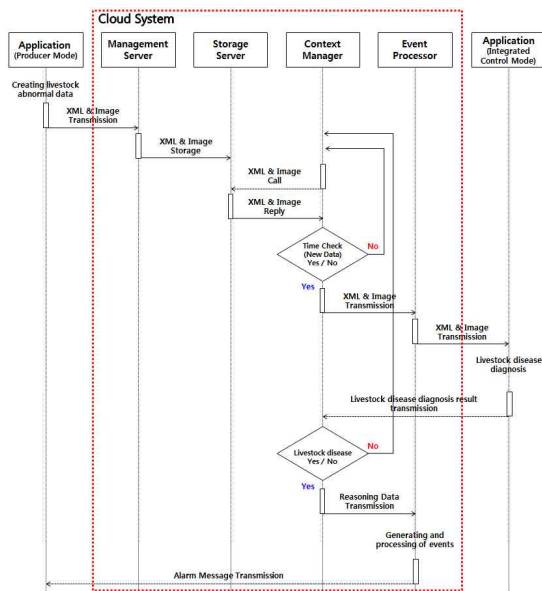 Cloud System
Application
(Producer Mode)
Management
Server
Storage
Server
Context
Manager
Event
Processor
Application
(Integrated
Control Mode)
Creating livestock
abnormal data
XML & Image
Transmission
XML & Image
Storage
XML & Image
Call
XML & Image
Reply
Time Check
(New Data)
Yes / No
No
Yes
XML & Image
Transmission
XML & Image
Transmission
Livestock disease
diagnosis
Livestock disease diagnosis result
transmission
Livestock disease
Yes / No
No
Yes
Reasoning Data
Transmission
Generating and
processing of events
Alarm Message Transmission